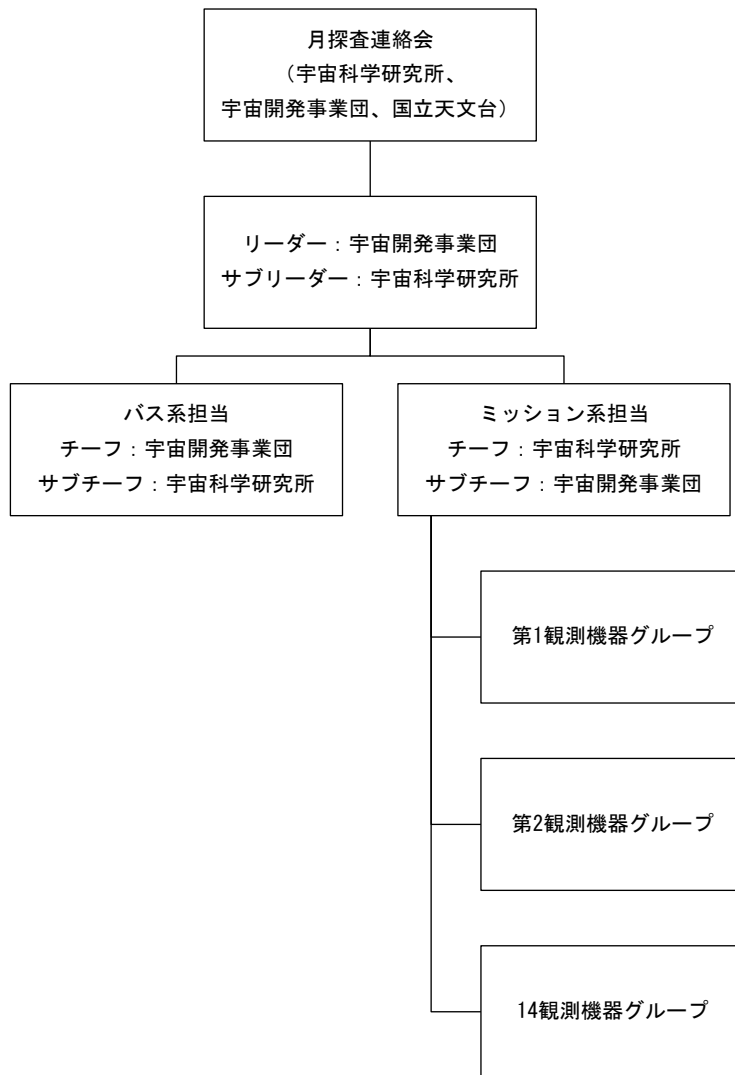 月探査連絡会
（宇宙科学研究所、
宇宙開発事業団、国立天文台）
リーダー：宇宙開発事業団
サブリーダー：宇宙科学研究所
バス系担当
チーフ：宇宙開発事業団
サブチーフ：宇宙科学研究所
ミッション系担当
チーフ：宇宙科学研究所
サブチーフ：宇宙開発事業団
第1観測機器グループ
第2観測機器グループ
14観測機器グループ